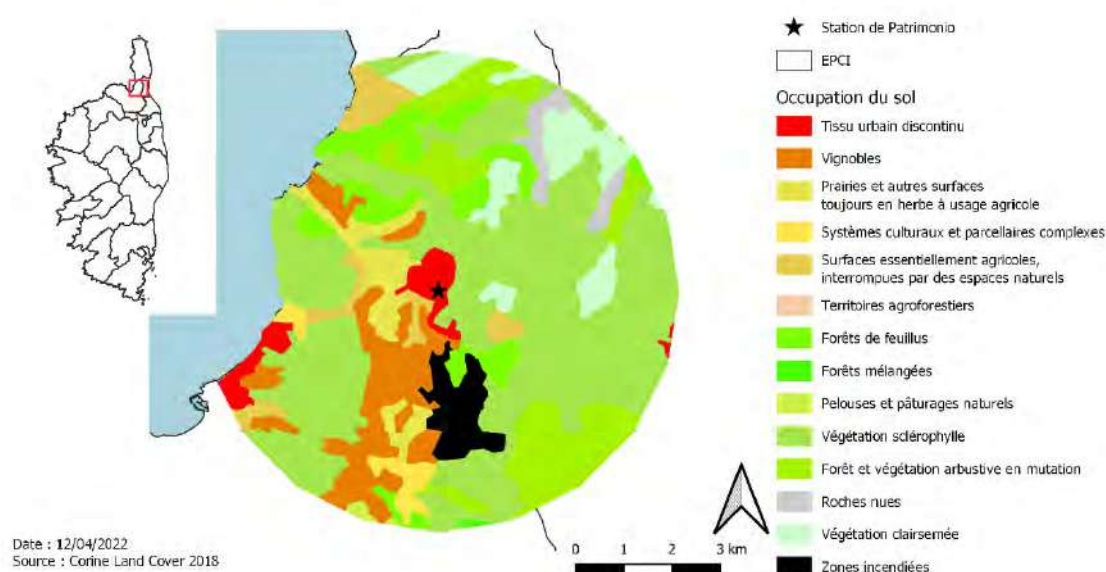 Station de Patrimonio
EPCI
Occupation du sol
Tissu urbain discontinu
Vignobles
Prairies et autres surfaces
toujours en herbe à usage agricole
Systèmes culturaux et parcellaires complexes
Surfaces essentiellement agricoles,
interrompues par des espaces naturels
Territoires agroforestiers
Forêts de feuillus
Forêts mélangées
Pelouses et pâturages naturels
Végétation sclérophylle
Forêt et végétation arbustive en mutation
Roches nues
Végétation clairsemée
Zones incendiées
0 1 2 3 km
Date : 12/04/2022
Source : Corine Land Cover 2018